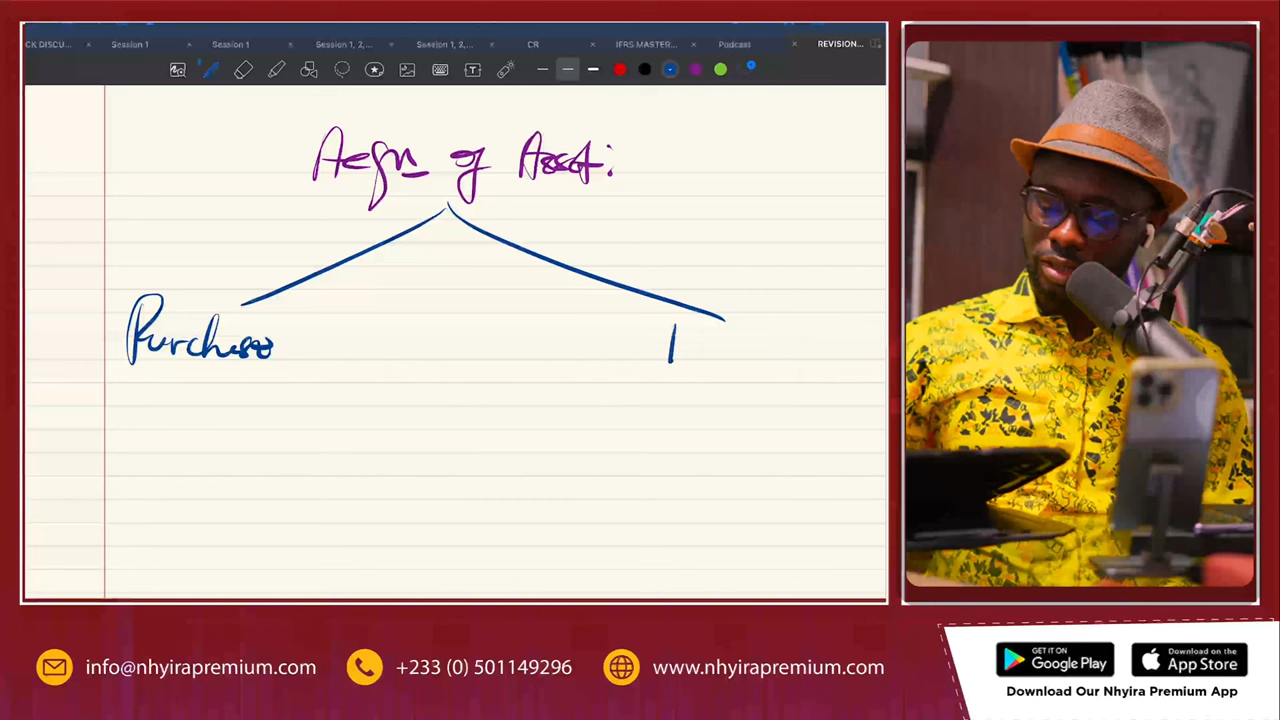 CK DISCU... Session 1 Session 1 Session 1, 2,... Session 1, 2,... CR IFRS MASTER... Podcast REVISION...
Aeqn of Asset:
Purchase
info@nhyirapremium.com +233 (0) 501149296 www.nhyirapremium.com
GET IT ON
Google Play
Download on the
App Store
Download Our Nhyira Premium App